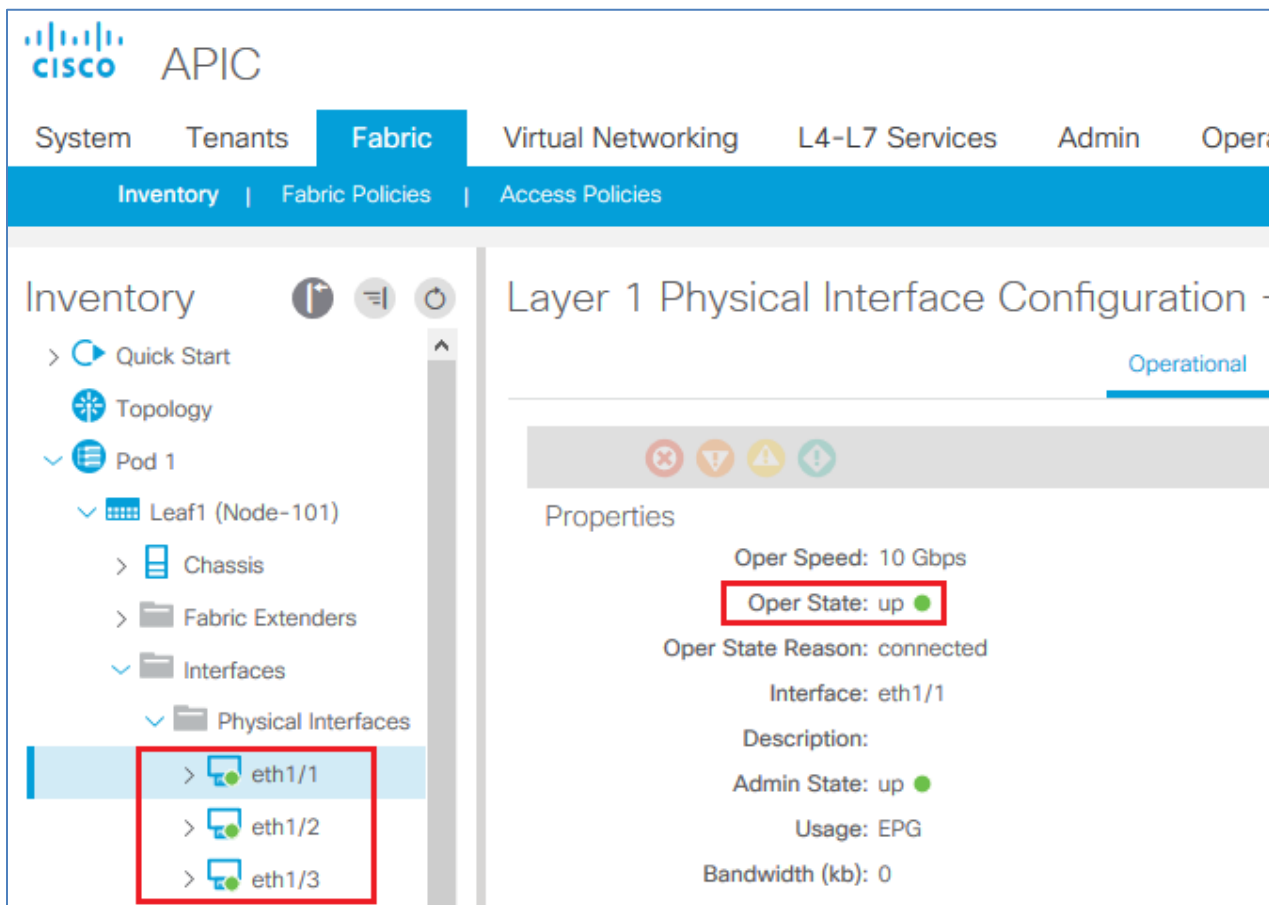 CISCO APIC
System Tenants Fabric Virtual Networking L4-L7 Services Admin Opera
Inventory | Fabric Policies | Access Policies
Inventory
Quick Start
Topology
Pod 1
Leaf1 (Node-101)
Chassis
Fabric Extenders
Interfaces
Physical Interfaces
eth1/1
eth1/2
eth1/3
Layer 1 Physical Interface Configuration -
Operational
Properties
Oper Speed: 10 Gbps
Oper State: up
Oper State Reason: connected
Interface: eth1/1
Description:
Admin State: up
Usage: EPG
Bandwidth (kb): 0